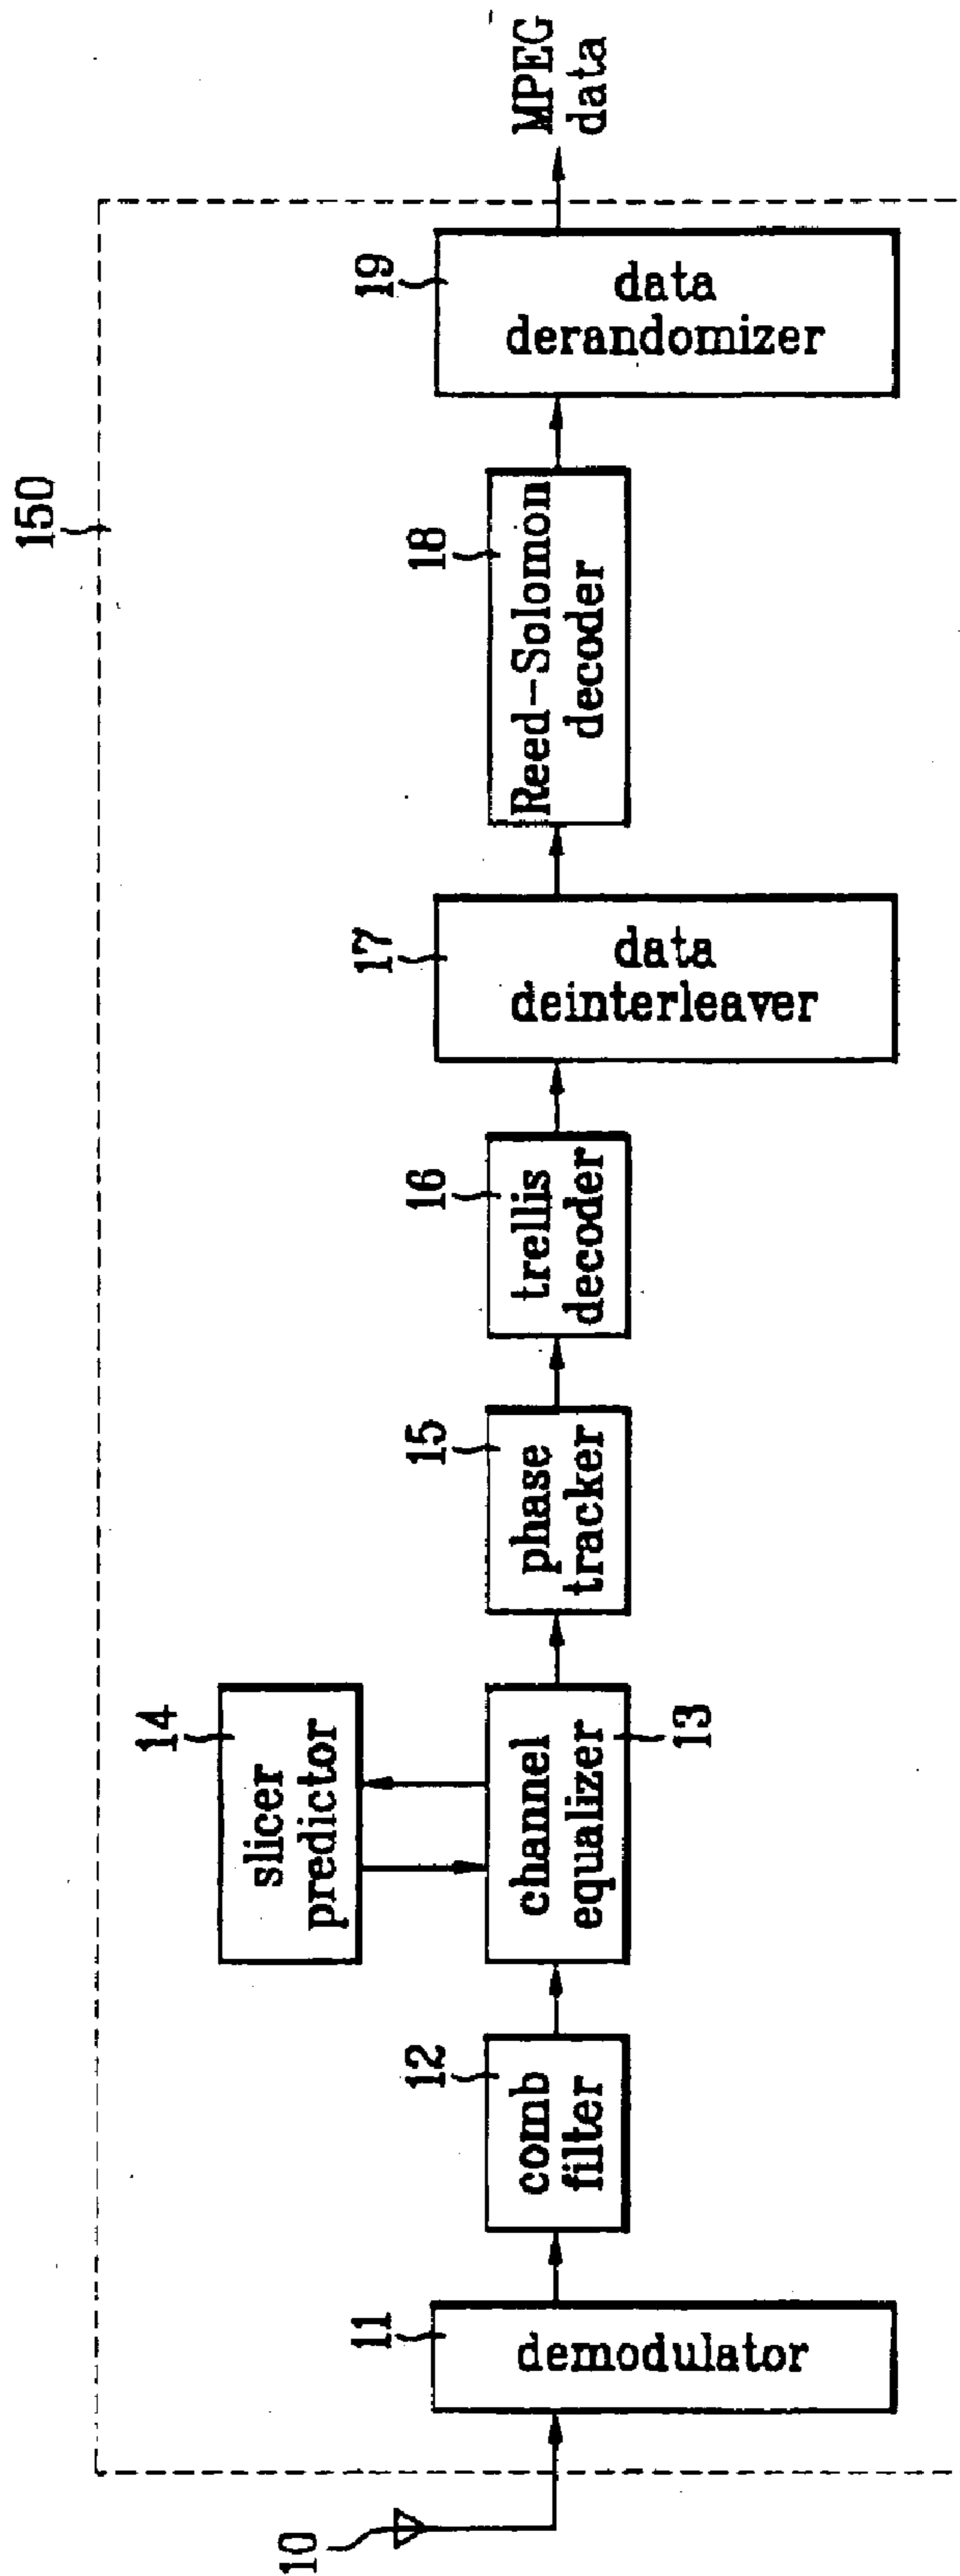 150
10
11
demodulator
12
comb
filter
14
slicer
predictor
channel
equalizer
13
15
phase
tracker
16
trellis
decoder
17
data
deinterleaver
18
Reed-Solomon
decoder
19
data
derandomizer
MPEG
data